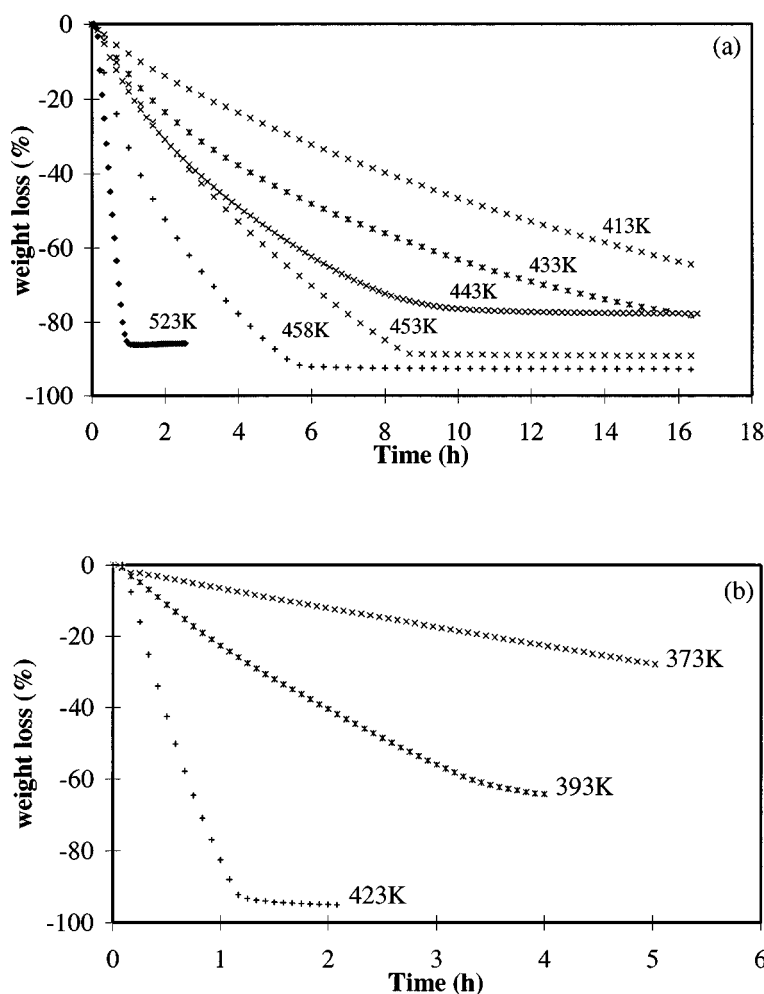 (a)
weight loss (%)
0
-20
-40
-60
-80
-100
413K
433K
443K
453K
458K
523K
0 2 4 6 8 10 12 14 16 18
Time (h)
(b)
weight loss (%)
0
-20
-40
-60
-80
-100
373K
393K
423K
0 1 2 3 4 5 6
Time (h)